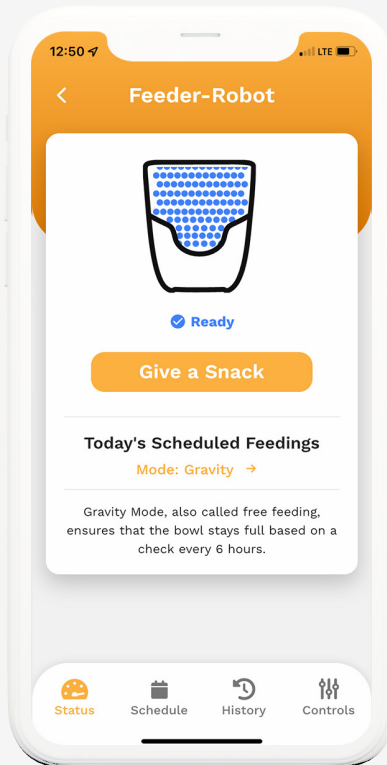 12:50 LTE
Feeder-Robot
Ready
Give a Snack
Today's Scheduled Feedings
Mode: Gravity →
Gravity Mode, also called free feeding,
ensures that the bowl stays full based on a
check every 6 hours.
Status Schedule History Controls